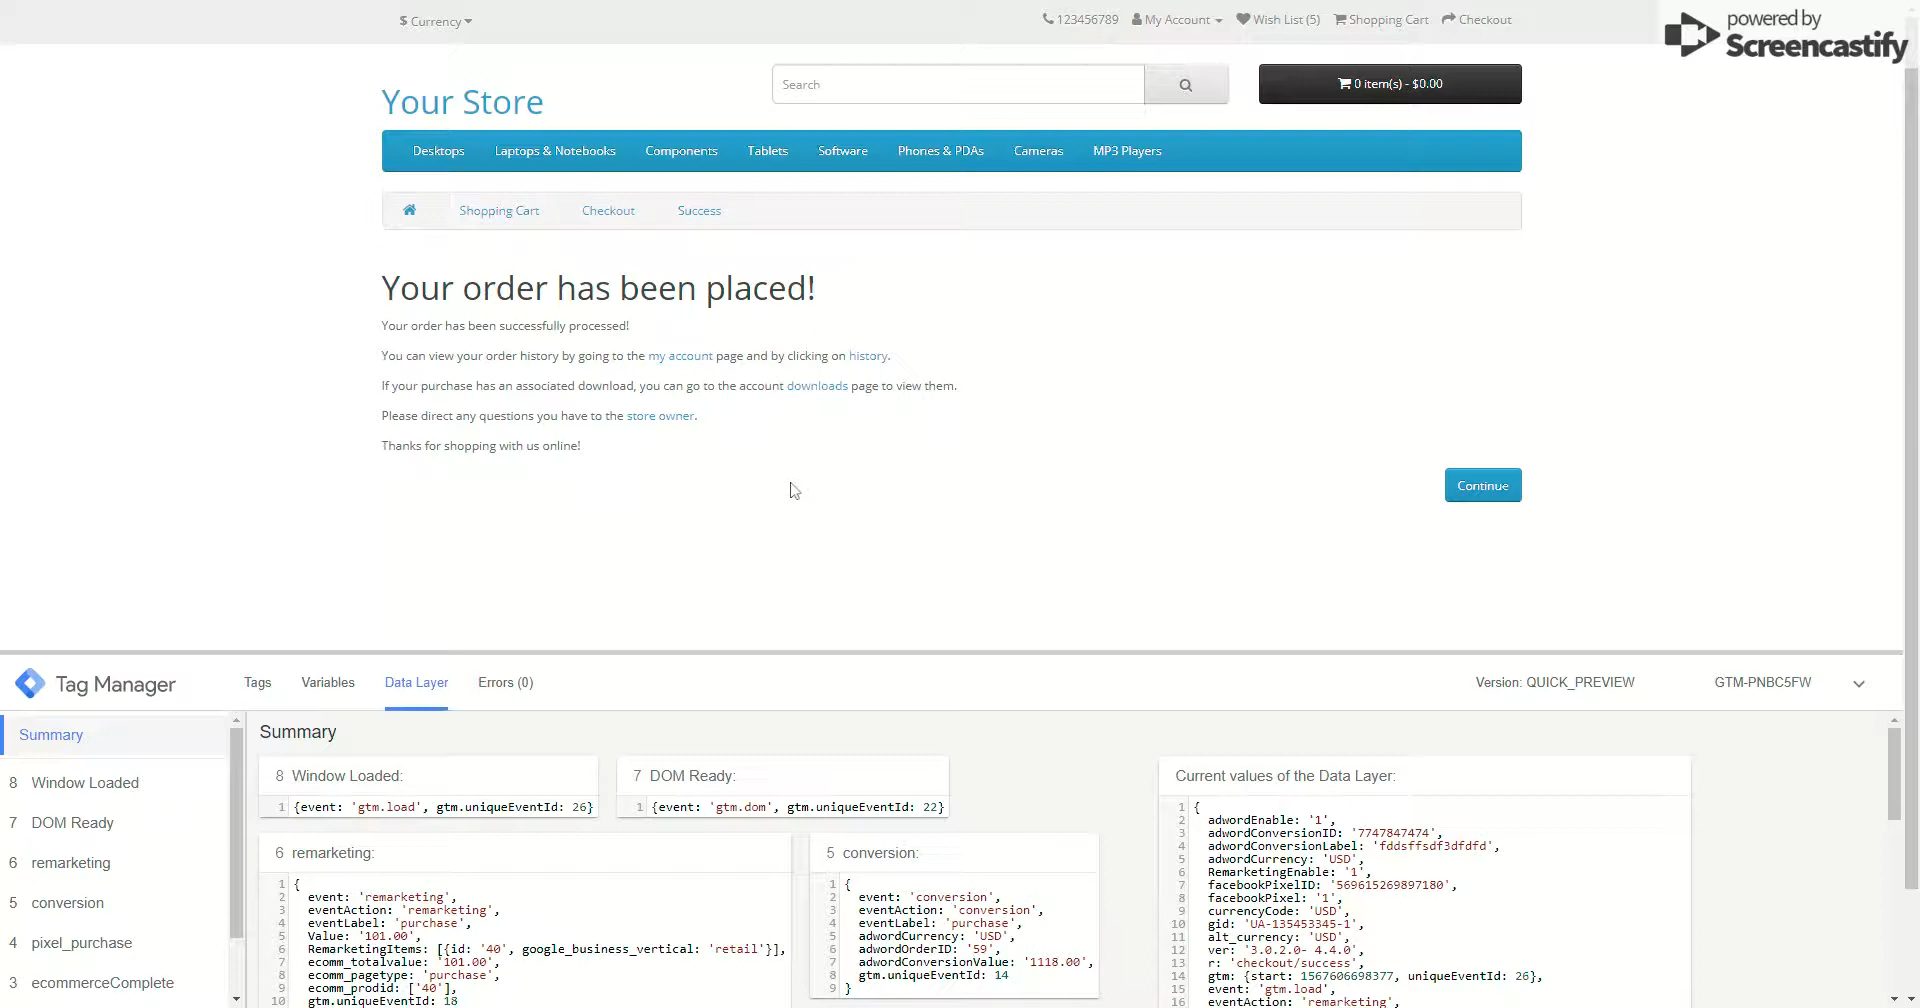 $ Currency
123456789
My Account
Wish List (5)
Shopping Cart
Checkout
powered by
Screencastify
Your Store
Search
0 item(s) - $0.00
Desktops
Laptops & Notebooks
Components
Tablets
Software
Phones & PDAs
Cameras
MP3 Players
Shopping Cart
Checkout
Success
Your order has been placed!
Your order has been successfully processed!
You can view your order history by going to the my account page and by clicking on history.
If your purchase has an associated download, you can go to the account downloads page to view them.
Please direct any questions you have to the store owner.
Thanks for shopping with us online!
Continue
Tag Manager
Tags
Variables
Data Layer
Errors (0)
Version: QUICK_PREVIEW
GTM-PNBC5FW
Summary
8 Window Loaded
7 DOM Ready
6 remarketing
5 conversion
4 pixel_purchase
3 ecommerceComplete
Summary
8 Window Loaded:
1 {event: 'gtm.load', gtm.uniqueEventId: 26}
7 DOM Ready:
1 {event: 'gtm.dom', gtm.uniqueEventId: 22}
6 remarketing:
1 {
2 event: 'remarketing',
3 eventAction: 'remarketing',
4 eventLabel: 'purchase',
5 Value: '101.00',
6 RemarketingItems: [{id: '40', google_business_vertical: 'retail'}],
7 ecomm_totalvalue: '101.00',
8 ecomm_pagetype: 'purchase',
9 ecomm_prodid: ['40'],
10 gtm.uniqueEventId: 18
5 conversion:
1 {
2 event: 'conversion',
3 eventAction: 'conversion',
4 eventLabel: 'purchase',
5 adwordCurrency: 'USD',
6 adwordOrderID: '59',
7 adwordConversionValue: '1118.00',
8 gtm.uniqueEventId: 14
9 }
Current values of the Data Layer:
1 {
2 adwordEnable: '1',
3 adwordConversionID: '7747847474',
4 adwordConversionLabel: 'fddsffsdf3dfdfd',
5 adwordCurrency: 'USD',
6 RemarketingEnable: '1',
7 facebookPixelID: '569615269897180',
8 facebookPixel: '1',
9 currencyCode: 'USD',
10 gid: 'UA-135453345-1',
11 alt_currency: 'USD',
12 ver: '3.0.2.0- 4.4.0',
13 r: 'checkout/success',
14 gtm: {start: 1567606698377, uniqueEventId: 26},
15 event: 'gtm.load',
16 eventAction: 'remarketing',